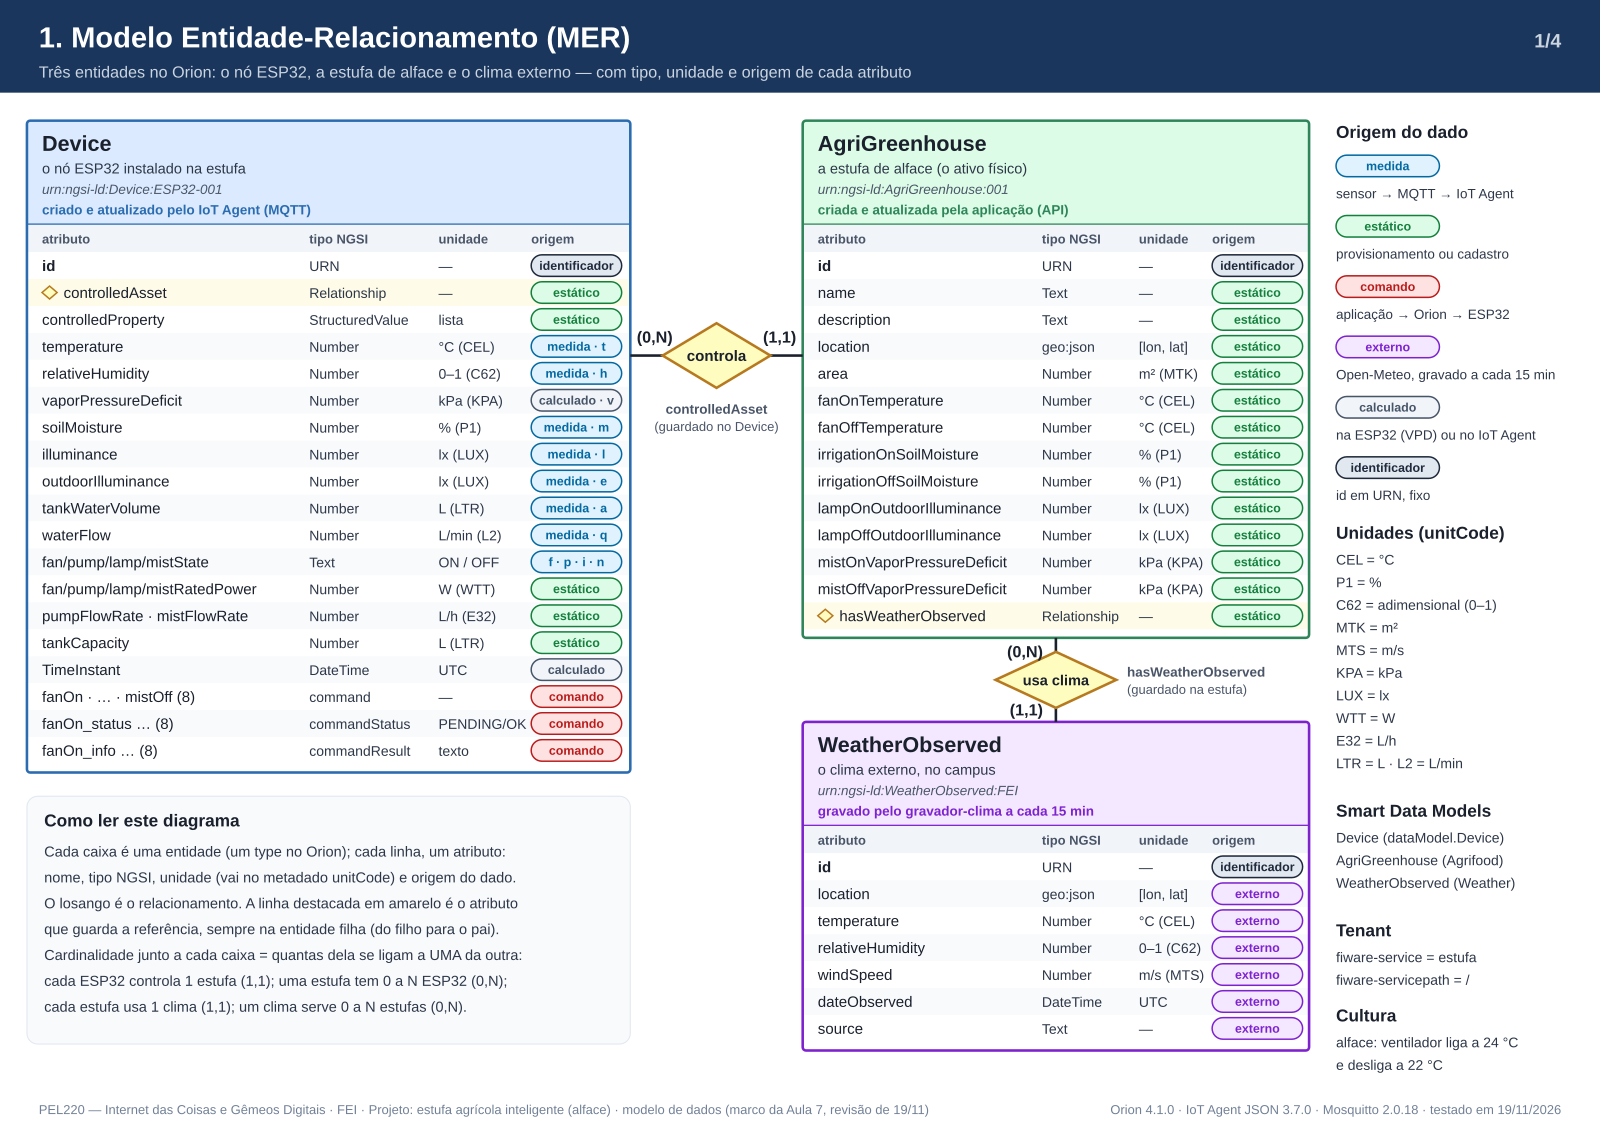 1. Modelo Entidade-Relacionamento (MER)
1/4
Três entidades no Orion: o nó ESP32, a estufa de alface e o clima externo — com tipo, unidade e origem de cada atributo
Device
o nó ESP32 instalado na estufa
urn:ngsi-ld:Device:ESP32-001
criado e atualizado pelo IoT Agent (MQTT)
atributo tipo NGSI unidade origem
id URN — identificador
controlledAsset Relationship — estático
controlledProperty StructuredValue lista estático
temperature Number °C (CEL) medida · t
relativeHumidity Number 0–1 (C62) medida · h
vaporPressureDeficit Number kPa (KPA) calculado · v
soilMoisture Number % (P1) medida · m
illuminance Number lx (LUX) medida · l
outdoorIlluminance Number lx (LUX) medida · e
tankWaterVolume Number L (LTR) medida · a
waterFlow Number L/min (L2) medida · q
fan/pump/lamp/mistState Text ON / OFF f · p · i · n
fan/pump/lamp/mistRatedPower Number W (WTT) estático
pumpFlowRate · mistFlowRate Number L/h (E32) estático
tankCapacity Number L (LTR) estático
TimeInstant DateTime UTC calculado
fanOn · … · mistOff (8) command — comando
fanOn_status … (8) commandStatus PENDING/OK comando
fanOn_info … (8) commandResult texto comando
(0,N) controla (1,1)
controlledAsset
(guardado no Device)
AgriGreenhouse
a estufa de alface (o ativo físico)
urn:ngsi-ld:AgriGreenhouse:001
criada e atualizada pela aplicação (API)
atributo tipo NGSI unidade origem
id URN — identificador
name Text — estático
description Text — estático
location geo:json [lon, lat] estático
area Number m² (MTK) estático
fanOnTemperature Number °C (CEL) estático
fanOffTemperature Number °C (CEL) estático
irrigationOnSoilMoisture Number % (P1) estático
irrigationOffSoilMoisture Number % (P1) estático
lampOnOutdoorIlluminance Number lx (LUX) estático
lampOffOutdoorIlluminance Number lx (LUX) estático
mistOnVaporPressureDeficit Number kPa (KPA) estático
mistOffVaporPressureDeficit Number kPa (KPA) estático
hasWeatherObserved Relationship — estático
(0,N)
usa clima
(1,1)
hasWeatherObserved
(guardado na estufa)
WeatherObserved
o clima externo, no campus
urn:ngsi-ld:WeatherObserved:FEI
gravado pelo gravador-clima a cada 15 min
atributo tipo NGSI unidade origem
id URN — identificador
location geo:json [lon, lat] externo
temperature Number °C (CEL) externo
relativeHumidity Number 0–1 (C62) externo
windSpeed Number m/s (MTS) externo
dateObserved DateTime UTC externo
source Text — externo
Como ler este diagrama
Cada caixa é uma entidade (um type no Orion); cada linha, um atributo:
nome, tipo NGSI, unidade (vai no metadado unitCode) e origem do dado.
O losango é o relacionamento. A linha destacada em amarelo é o atributo
que guarda a referência, sempre na entidade filha (do filho para o pai).
Cardinalidade junto a cada caixa = quantas dela se ligam a UMA da outra:
cada ESP32 controla 1 estufa (1,1); uma estufa tem 0 a N ESP32 (0,N);
cada estufa usa 1 clima (1,1); um clima serve 0 a N estufas (0,N).
Origem do dado
medida
sensor → MQTT → IoT Agent
estático
provisionamento ou cadastro
comando
aplicação → Orion → ESP32
externo
Open-Meteo, gravado a cada 15 min
calculado
na ESP32 (VPD) ou no IoT Agent
identificador
id em URN, fixo
Unidades (unitCode)
CEL = °C
P1 = %
C62 = adimensional (0–1)
MTK = m²
MTS = m/s
KPA = kPa
LUX = lx
WTT = W
E32 = L/h
LTR = L · L2 = L/min
Smart Data Models
Device (dataModel.Device)
AgriGreenhouse (Agrifood)
WeatherObserved (Weather)
Tenant
fiware-service = estufa
fiware-servicepath = /
Cultura
alface: ventilador liga a 24 °C
e desliga a 22 °C
PEL220 — Internet das Coisas e Gêmeos Digitais · FEI · Projeto: estufa agrícola inteligente (alface) · modelo de dados (marco da Aula 7, revisão de 19/11)
Orion 4.1.0 · IoT Agent JSON 3.7.0 · Mosquitto 2.0.18 · testado em 19/11/2026